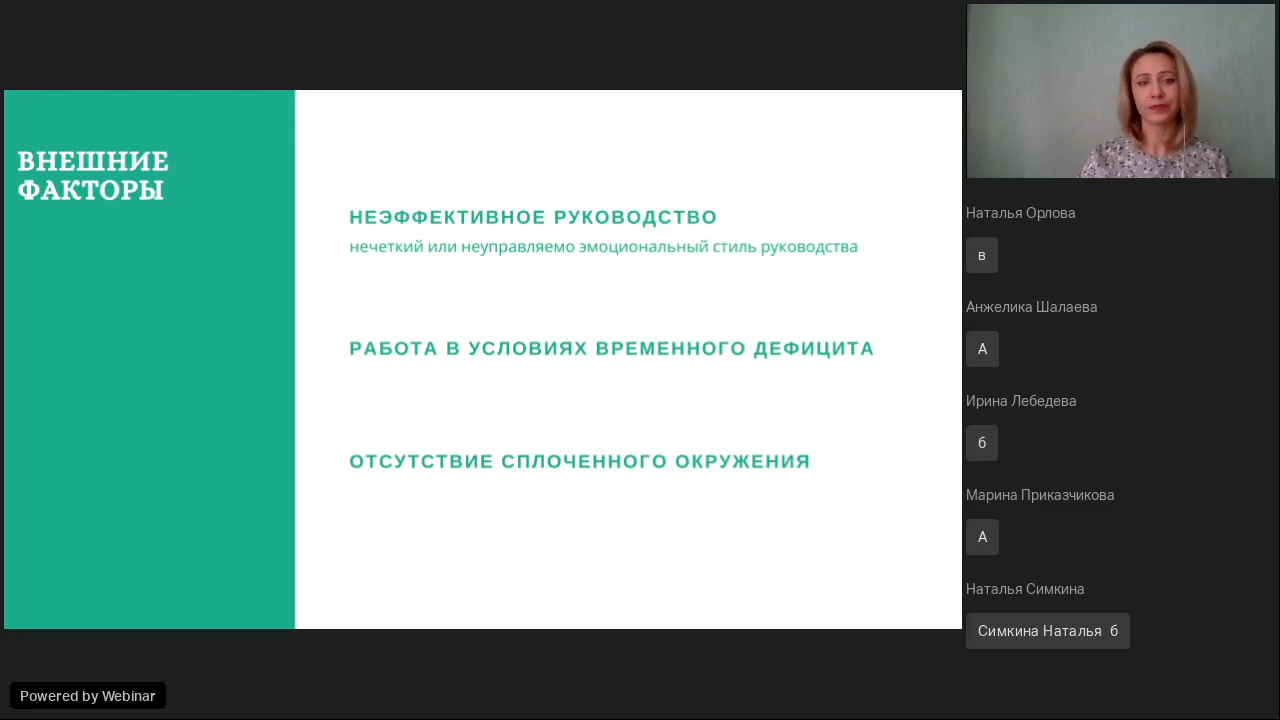 ВНЕШНИЕ
ФАКТОРЫ
НЕЭФФЕКТИВНОЕ РУКОВОДСТВО
нечеткий или неуправляемо эмоциональный стиль руководства
РАБОТА В УСЛОВИЯХ ВРЕМЕННОГО ДЕФИЦИТА
ОТСУТСТВИЕ СПЛОЧЕННОГО ОКРУЖЕНИЯ
Наталья Орлова
в
Анжелика Шалаева
А
Ирина Лебедева
б
Марина Приказчикова
А
Наталья Симкина
Симкина Наталья б
Powered by Webinar